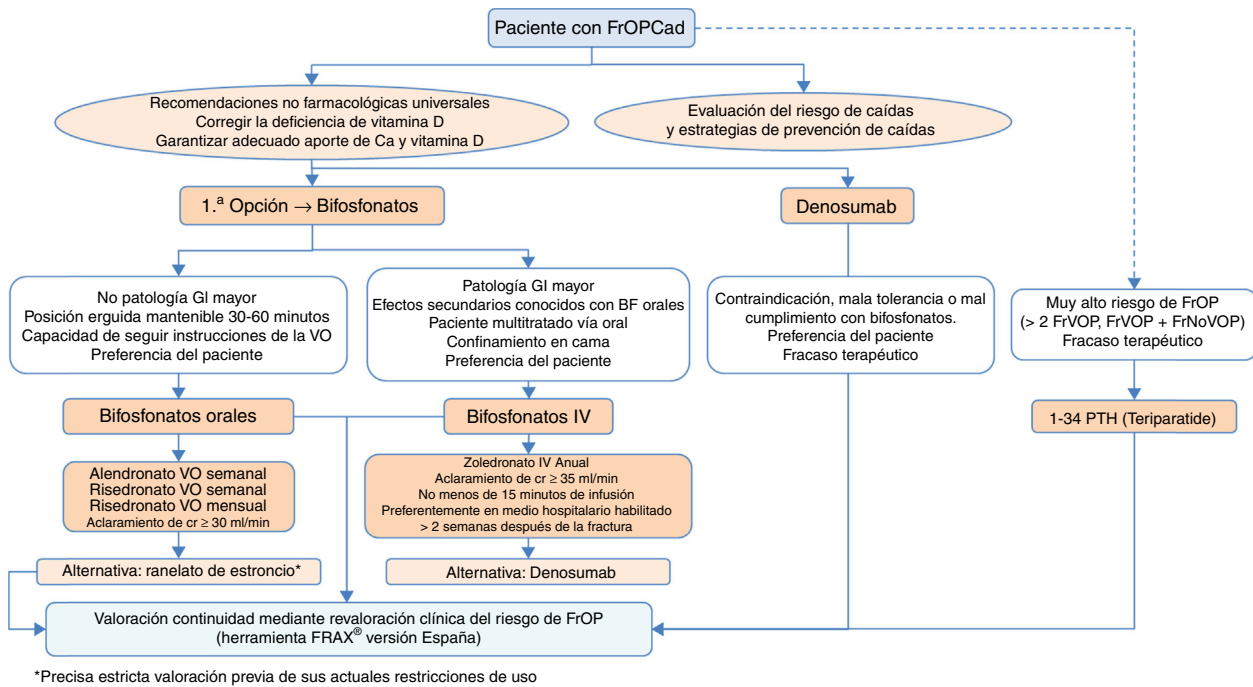 Paciente con FrOPCad
Recomendaciones no farmacológicas universales
Corregir la deficiencia de vitamina D
Garantizar adecuado aporte de Ca y vitamina D
Evaluación del riesgo de caídas
y estrategias de prevención de caídas
1.ª Opción → Bifosfonatos
Denosumab
No patología GI mayor
Posición erguida mantenible 30-60 minutos
Capacidad de seguir instrucciones de la VO
Preferencia del paciente
Patología GI mayor
Efectos secundarios conocidos con BF orales
Paciente multitratado vía oral
Confinamiento en cama
Preferencia del paciente
Contraindicación, mala tolerancia o mal
cumplimiento con bifosfonatos.
Preferencia del paciente
Fracaso terapéutico
Muy alto riesgo de FrOP
(> 2 FrVOP, FrVOP + FrNoVOP)
Fracaso terapéutico
Bifosfonatos orales
Bifosfonatos IV
1-34 PTH (Teriparatide)
Alendronato VO semanal
Risedronato VO semanal
Risedronato VO mensual
Aclaramiento de cr ≥ 30 ml/min
Zoledronato IV Anual
Aclaramiento de cr ≥ 35 ml/min
No menos de 15 minutos de infusión
Preferentemente en medio hospitalario habilitado
> 2 semanas después de la fractura
Alternativa: ranelato de estroncio*
Alternativa: Denosumab
Valoración continuidad mediante revaloración clínica del riesgo de FrOP
(herramienta FRAX® versión España)
*Precisa estricta valoración previa de sus actuales restricciones de uso